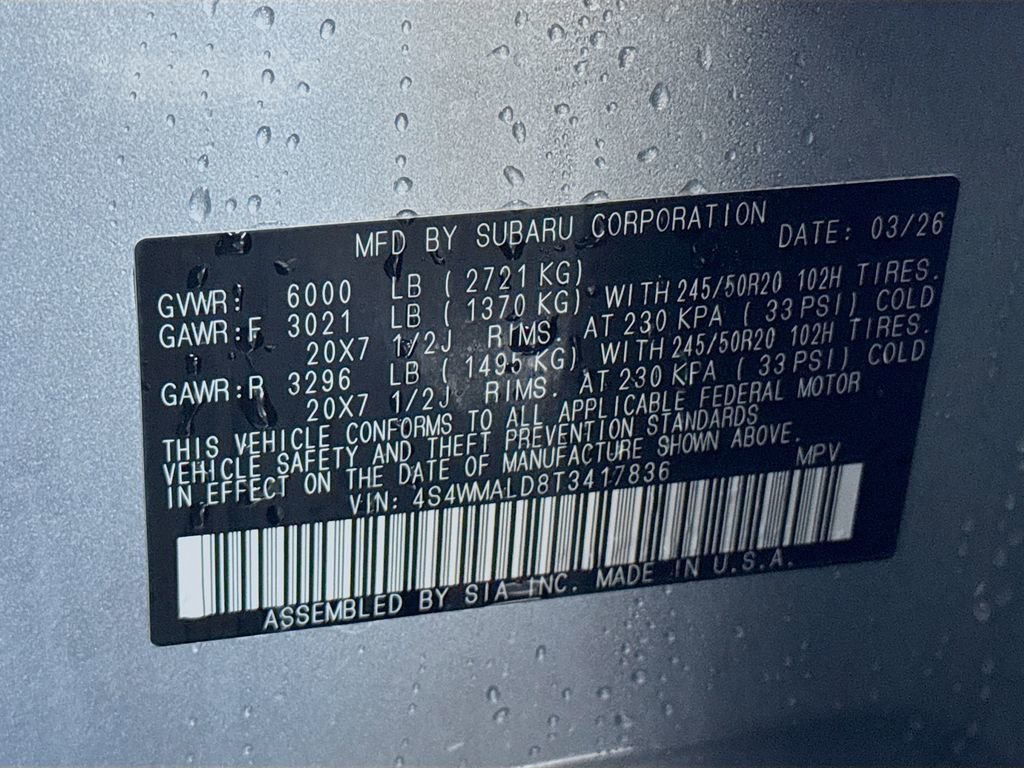 MFD BY SUBARU CORPORATION DATE: 03/26
GVWR: 6000 LB ( 2721 KG)
GAWR:F 3021 LB ( 1370 KG) WITH 245/50R20 102H TIRES.
20X7 1/2J RIMS. AT 230 KPA ( 33 PSI) COLD
GAWR:R 3296 LB ( 1495 KG) WITH 245/50R20 102H TIRES.
20X7 1/2J RIMS. AT 230 KPA ( 33 PSI) COLD
THIS VEHICLE CONFORMS TO ALL APPLICABLE FEDERAL MOTOR
VEHICLE SAFETY AND THEFT PREVENTION STANDARDS
IN EFFECT ON THE DATE OF MANUFACTURE SHOWN ABOVE.
VIN: 4S4WMALD8T3417836 MPV
ASSEMBLED BY SIA INC. MADE IN U.S.A.